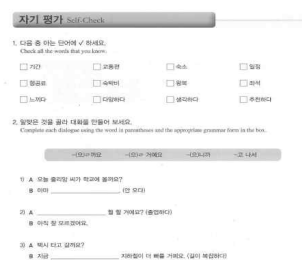 자기 평가 Self-Check
1. 다음 중 아는 단어에 √ 하세요.
Check all the words that you know.
기간 교통편 숙소 일정
항공료 숙박비 왕복 좌석
느끼다 다양하다 생각하다 추천하다
2. 알맞은 것을 골라 대화를 만들어 보세요.
Complete each dialogue using the word in parentheses and the appropriate grammar form in the box.
-(으)ㄹ까요 -(으)ㄹ 거예요 -(으)니까 -고 나서
1) A 오늘 줄리앙 씨가 학교에 올까요?
B 아마 (안 오다)
2) A 뭘 할 거예요? (졸업하다)
B 아직 잘 모르겠어요.
3) A 택시 타고 갈까요?
B 지금 지하철이 더 빠를 거예요. (길이 복잡하다)